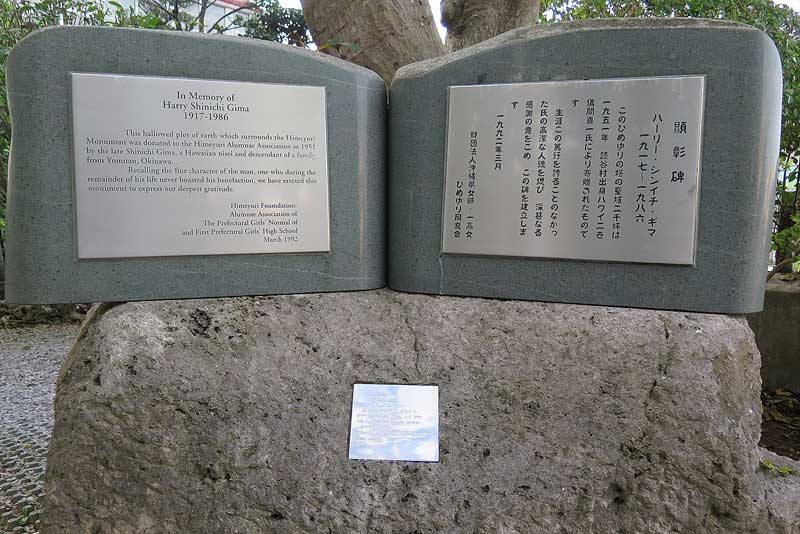 In Memory of
Harry Shinichi Gima
1917-1986
This hallowed plot of earth which surrounds the Himeyuri
Monument was donated to the Himeyuri Alumnae Association in 1951
by the late Shinichi Gima, a Hawaiian nisei and descendant of a family
from Yomitan, Okinawa.
Recalling the fine character of the man, one who during the
remainder of his life never boasted his benefaction, we have erected this
monument to express our deepest gratitude.
Himeyuri Foundation:
Alumnae Association of
The Prefectural Girls' Normal of
and First Prefectural Girls' High School
March 1992
顕彰碑
ハーリー・シンイチ・ギマ
一九一七・一九八六
このひめゆりの塔の聖域二千坪は
一九五一年 読谷村出身ハワイ二世
儀間真一氏により寄贈されたもので
す
生涯この篤行を誇ることのなかっ
た氏の高潔な人徳を偲び 深甚なる
感謝の意をこめ この碑を建立しま
す
一九九二年三月
財団法人沖縄県女師・一高女
ひめゆり同窓会